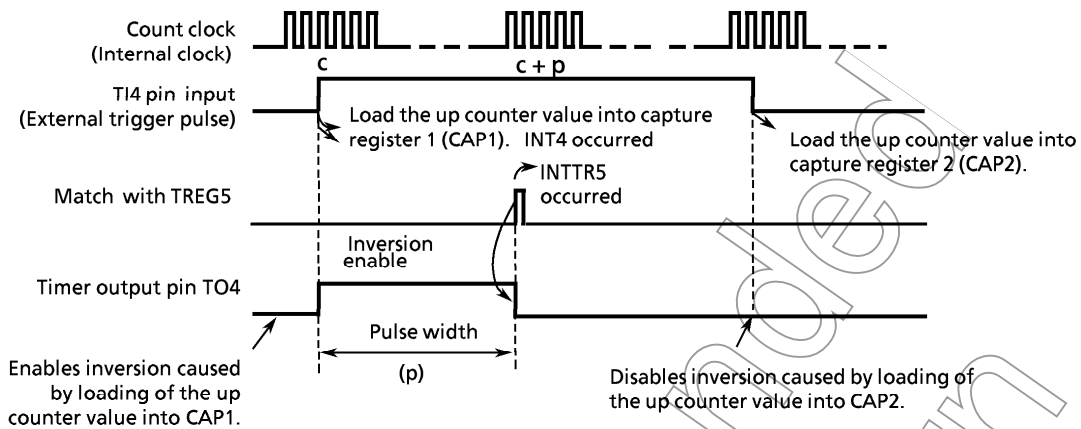 Count clock
(Internal clock)
c
c + p
TI4 pin input
(External trigger pulse)
Load the up counter value into capture
register 1 (CAP1). INT4 occurred
Load the up counter value into
capture register 2 (CAP2).
INTTR5
occurred
Match with TREG5
Inversion
enable
Timer output pin TO4
Pulse width
(p)
Enables inversion caused
by loading of the up
counter value into CAP1.
Disables inversion caused by loading of
the up counter value into CAP2.